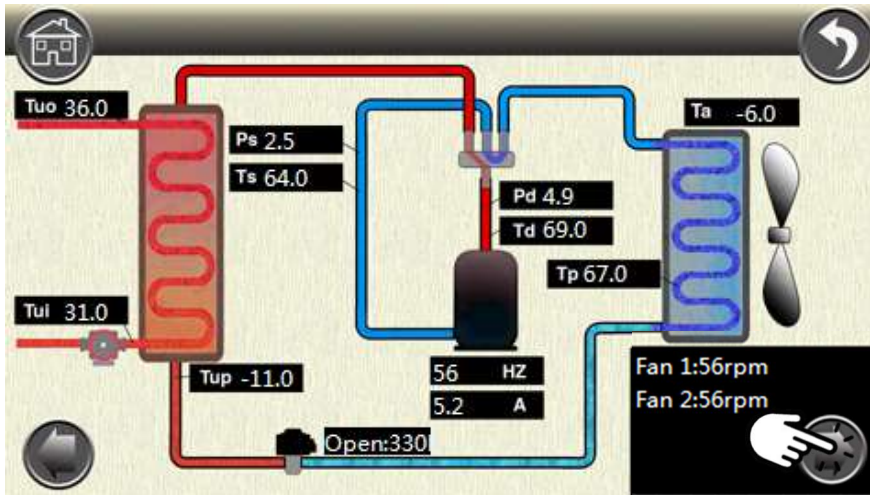 Tuo 36.0
Ta -6.0
Ps 2.5
Ts 64.0
Pd 4.9
Td 69.0
Tp 67.0
Tui 31.0
Tup -11.0
56 HZ
5.2 A
Fan 1:56rpm
Fan 2:56rpm
Open:330